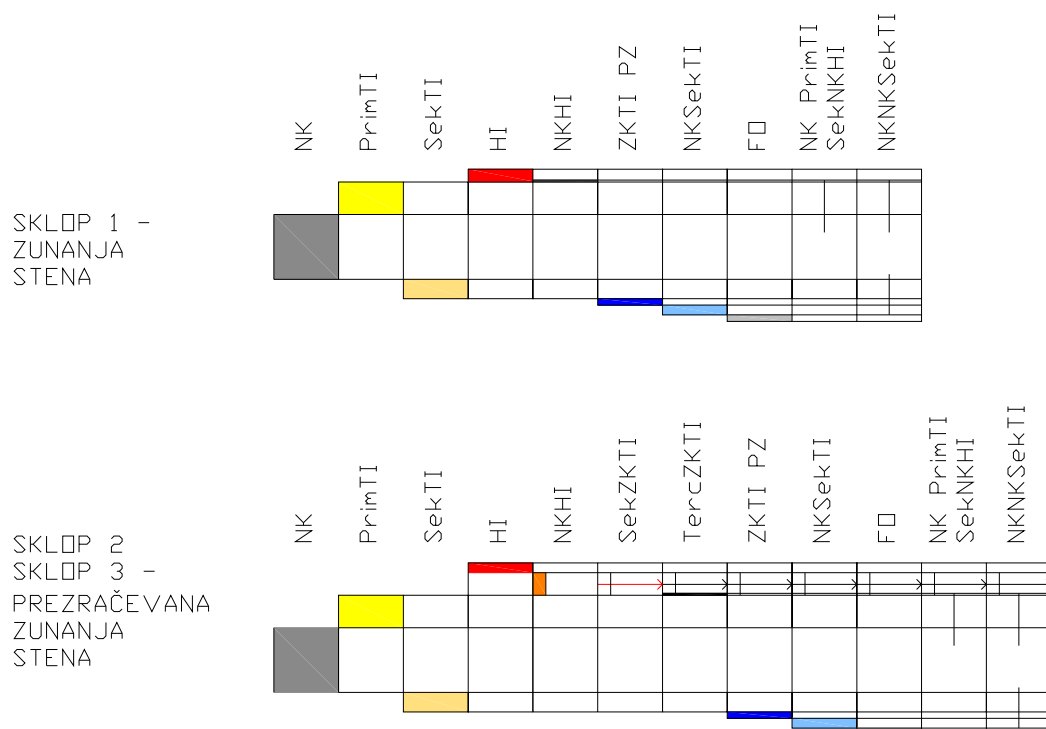 NK
PrimTI
SekTI
HI
NKHI
ZKTI PZ
NKSekTI
FO
NK PrimTI
SekNKHI
NKNKSekTI
SKLOP 1 -
ZUNANJA
STENA
NK
PrimTI
SekTI
HI
NKHI
SekZKTI
TercZKTI
ZKTI PZ
NKSekTI
FO
NK PrimTI
SekNKHI
NKNKSekTI
SKLOP 2
SKLOP 3 -
PREZRAČEVANA
ZUNANJA
STENA